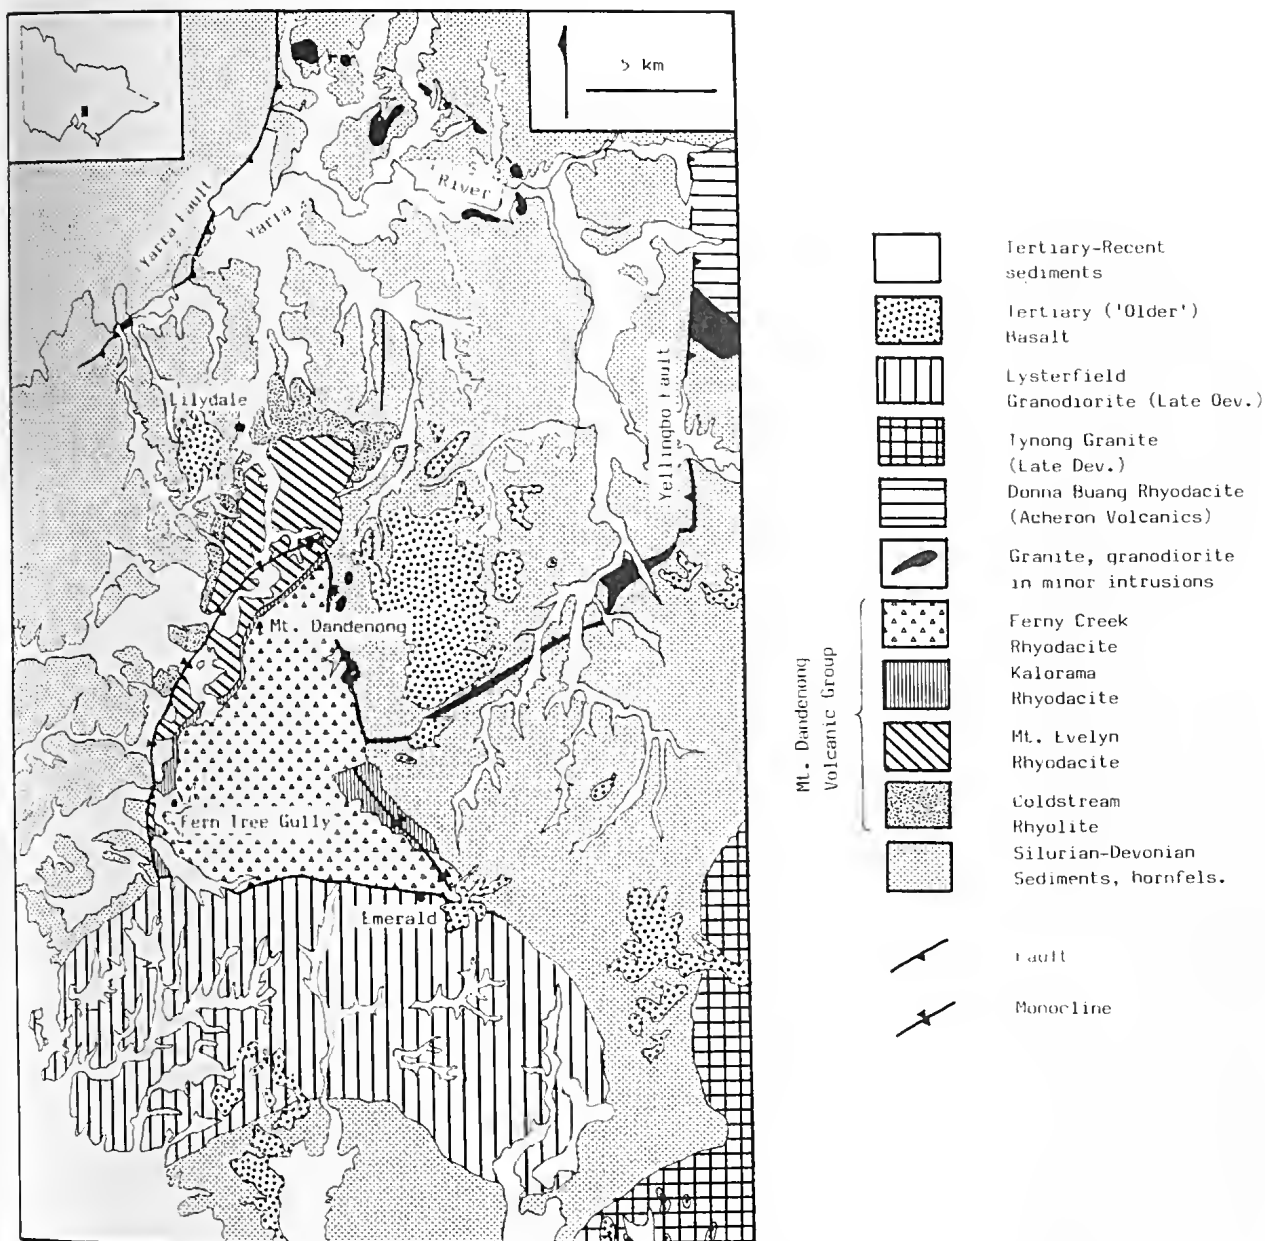 5 km
Yarra Fault
Yarra
River
Lilydale
Yellingbo Fault
Mt. Dandenong
Fern Tree Gully
Emerald
Tertiary-Recent
sediments
Tertiary ('Older')
Basalt
Lysterfield
Granodiorite (Late Dev.)
Tynong Granite
(Late Dev.)
Donna Buang Rhyodacite
(Acheron Volcanics)
Granite, granodiorite
in minor intrusions
Mt. Dandenong
Volcanic Group
Ferny Creek
Rhyodacite
Kalorama
Rhyodacite
Mt. Evelyn
Rhyodacite
Coldstream
Rhyolite
Silurian-Devonian
Sediments, hornfels.
Fault
Monocline